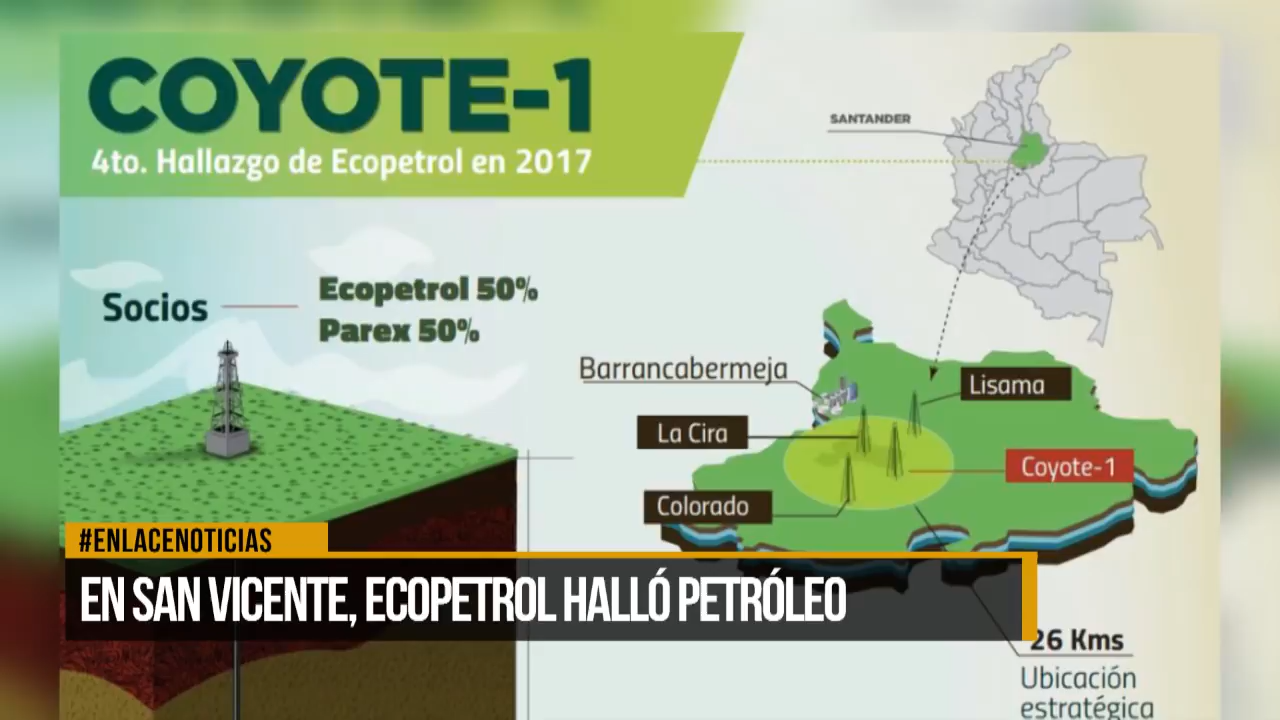 COYOTE-1
4to. Hallazgo de Ecopetrol en 2017
SANTANDER
Socios
Ecopetrol 50%
Parex 50%
Barrancabermeja
Lisama
La Cira
Coyote-1
Colorado
#ENLACENOTICIAS
EN SAN VICENTE, ECOPETROL HALLÓ PETRÓLEO
26 Kms
Ubicación
estratégica